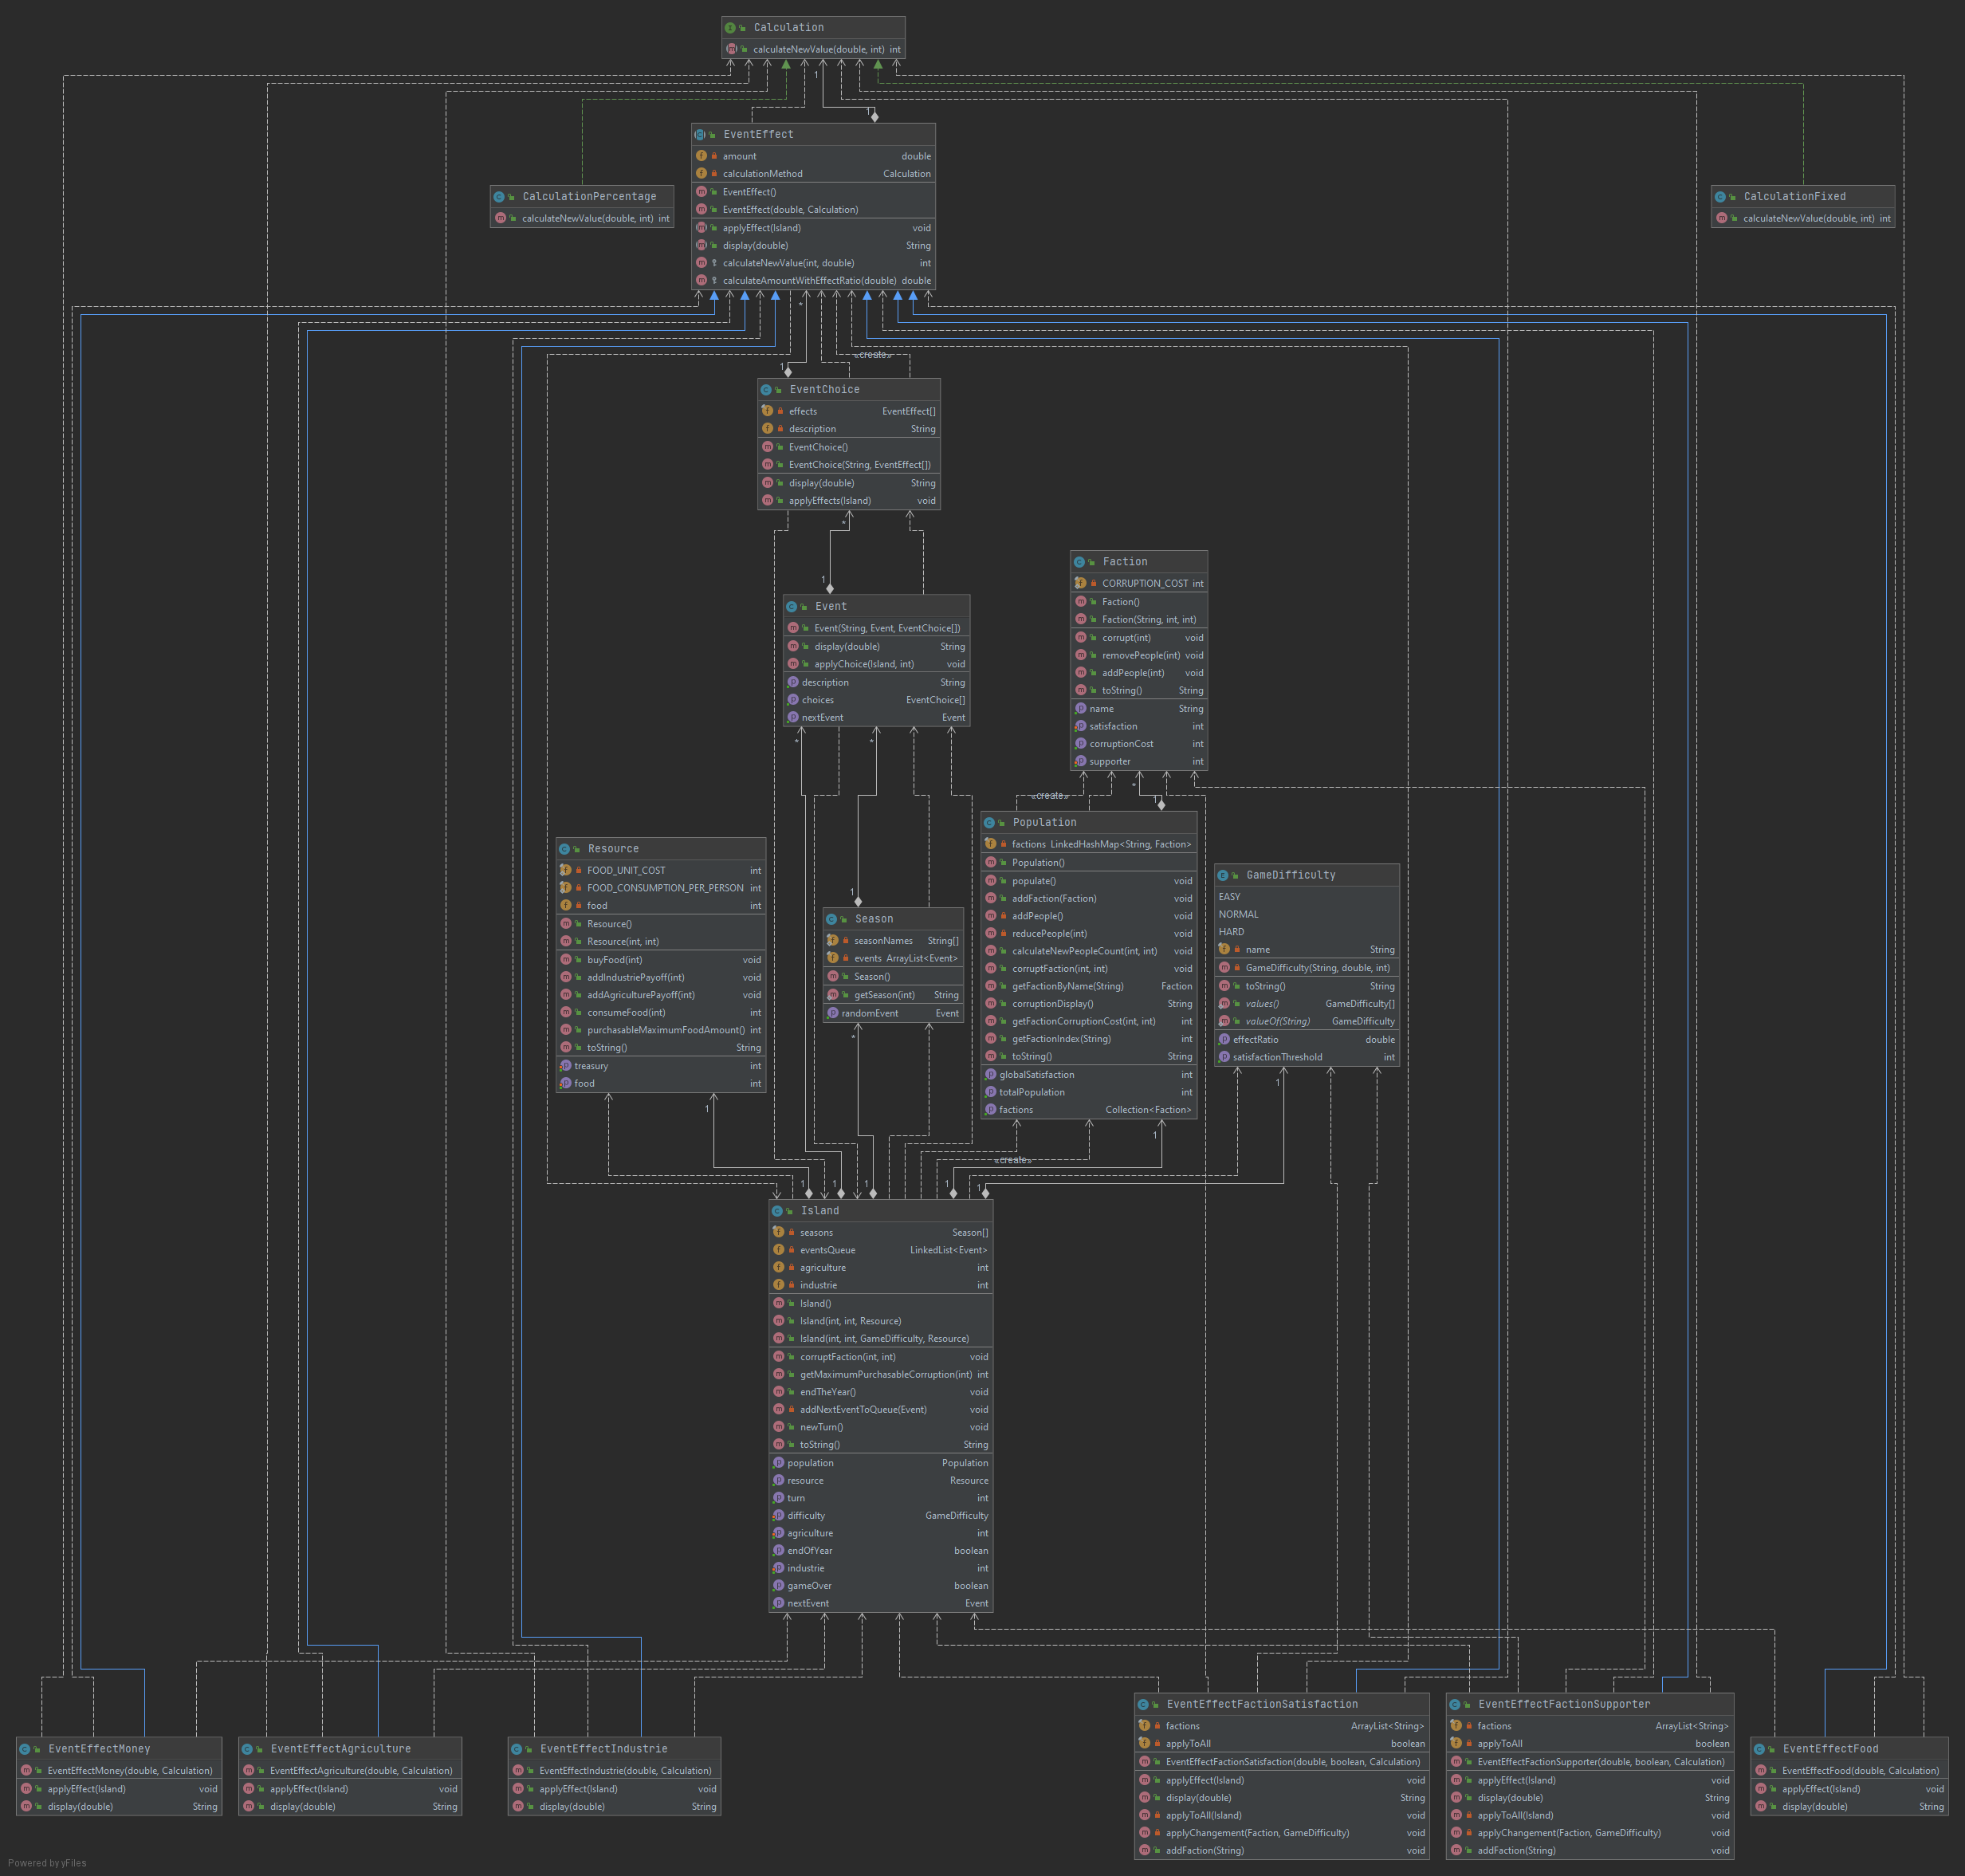 Calculation
calculateNewValue(double, int) int
1
1
EventEffect
amount double
calculationMethod Calculation
EventEffect()
EventEffect(double, Calculation)
applyEffect(Island) void
display(double) String
calculateNewValue(int, double) int
calculateAmountWithEffectRatio(double) double
CalculationPercentage
calculateNewValue(double, int) int
CalculationFixed
calculateNewValue(double, int) int
*
«create»
1
EventChoice
effects EventEffect[]
description String
EventChoice()
EventChoice(String, EventEffect[])
display(double) String
applyEffects(Island) void
*
1
Event
Event(String, Event, EventChoice[])
display(double) String
applyChoice(Island, int) void
description String
choices EventChoice[]
nextEvent Event
*
*
Faction
CORRUPTION_COST int
Faction()
Faction(String, int, int)
corrupt(int) void
removePeople(int) void
addPeople(int) void
toString() String
name String
satisfaction int
corruptionCost int
supporter int
*
«create»
1
Population
factions LinkedHashMap<String, Faction>
Population()
populate() void
addFaction(Faction) void
addPeople() void
reducePeople(int) void
calculateNewPeopleCount(int, int) void
corruptFaction(int, int) void
getFactionByName(String) Faction
corruptionDisplay() String
getFactionCorruptionCost(int, int) int
getFactionIndex(String) int
toString() String
globalSatisfaction int
totalPopulation int
factions Collection<Faction>
Resource
FOOD_UNIT_COST int
FOOD_CONSUMPTION_PER_PERSON int
food int
Resource()
Resource(int, int)
buyFood(int) void
addIndustriePayoff(int) void
addAgriculturePayoff(int) void
consumeFood(int) int
purchasableMaximumFoodAmount() int
toString() String
treasury int
food int
1
Season
seasonNames String[]
events ArrayList<Event>
Season()
getSeason(int) String
randomEvent Event
GameDifficulty
EASY
NORMAL
HARD
name String
GameDifficulty(String, double, int)
toString() String
values() GameDifficulty[]
valueOf(String) GameDifficulty
effectRatio double
satisfactionThreshold int
*
1
1
1
«create»
1
1
1
1
1
Island
seasons Season[]
eventsQueue LinkedList<Event>
agriculture int
industrie int
Island()
Island(int, int, Resource)
Island(int, int, GameDifficulty, Resource)
corruptFaction(int, int) void
getMaximumPurchasableCorruption(int) int
endTheYear() void
addNextEventToQueue(Event) void
newTurn() void
toString() String
population Population
resource Resource
turn int
difficulty GameDifficulty
agriculture int
endOfYear boolean
industrie int
gameOver boolean
nextEvent Event
EventEffectMoney
EventEffectMoney(double, Calculation)
applyEffect(Island) void
display(double) String
EventEffectAgriculture
EventEffectAgriculture(double, Calculation)
applyEffect(Island) void
display(double) String
EventEffectIndustrie
EventEffectIndustrie(double, Calculation)
applyEffect(Island) void
display(double) String
EventEffectFactionSatisfaction
factions ArrayList<String>
applyToAll boolean
EventEffectFactionSatisfaction(double, boolean, Calculation)
applyEffect(Island) void
display(double) String
applyToAll(Island) void
applyChangement(Faction, GameDifficulty) void
addFaction(String) void
EventEffectFactionSupporter
factions ArrayList<String>
applyToAll boolean
EventEffectFactionSupporter(double, boolean, Calculation)
applyEffect(Island) void
display(double) String
applyToAll(Island) void
applyChangement(Faction, GameDifficulty) void
addFaction(String) void
EventEffectFood
EventEffectFood(double, Calculation)
applyEffect(Island) void
display(double) String
Powered by yFiles